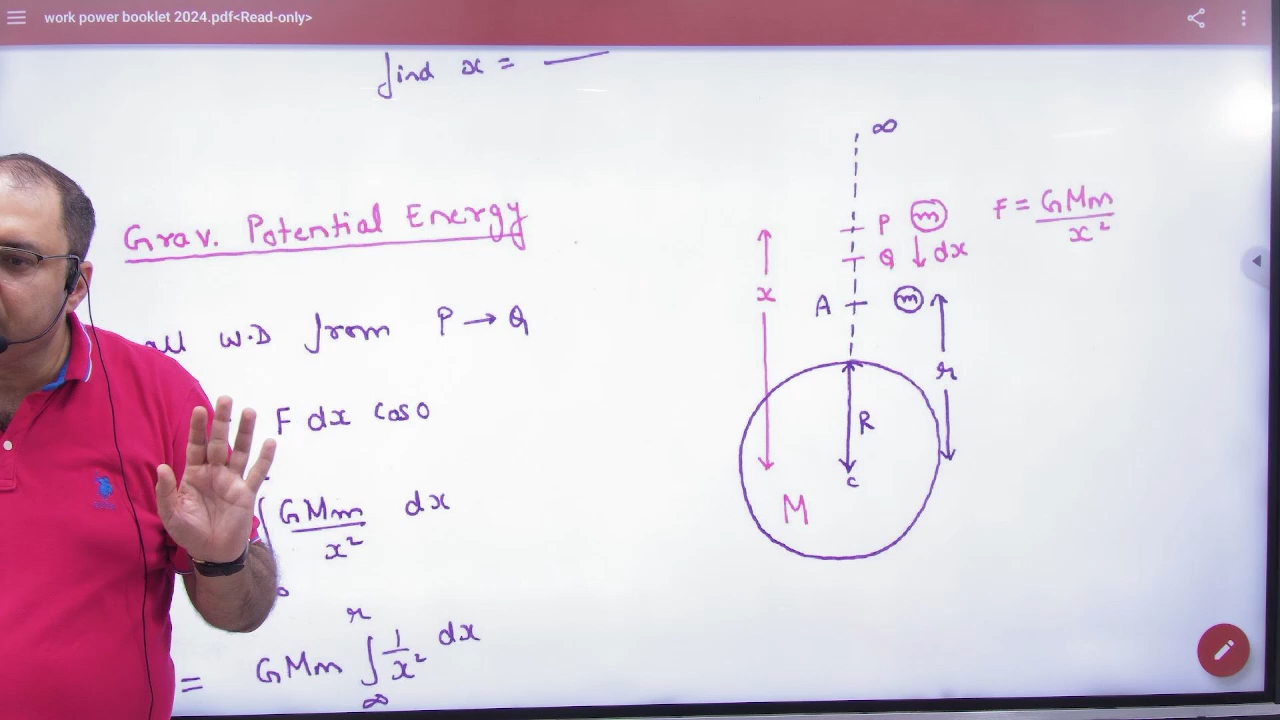 work power booklet 2024.pdf<Read-only>
find x =
Grav. Potential Energy
all W.D from P → Q
F dx Cos 0
GMm/x² dx
= GMm ∫ 1/x² dx
r
∞
∞
P m
F = GMm/x²
Q ↓ dx
x
A m
r
R
c
M